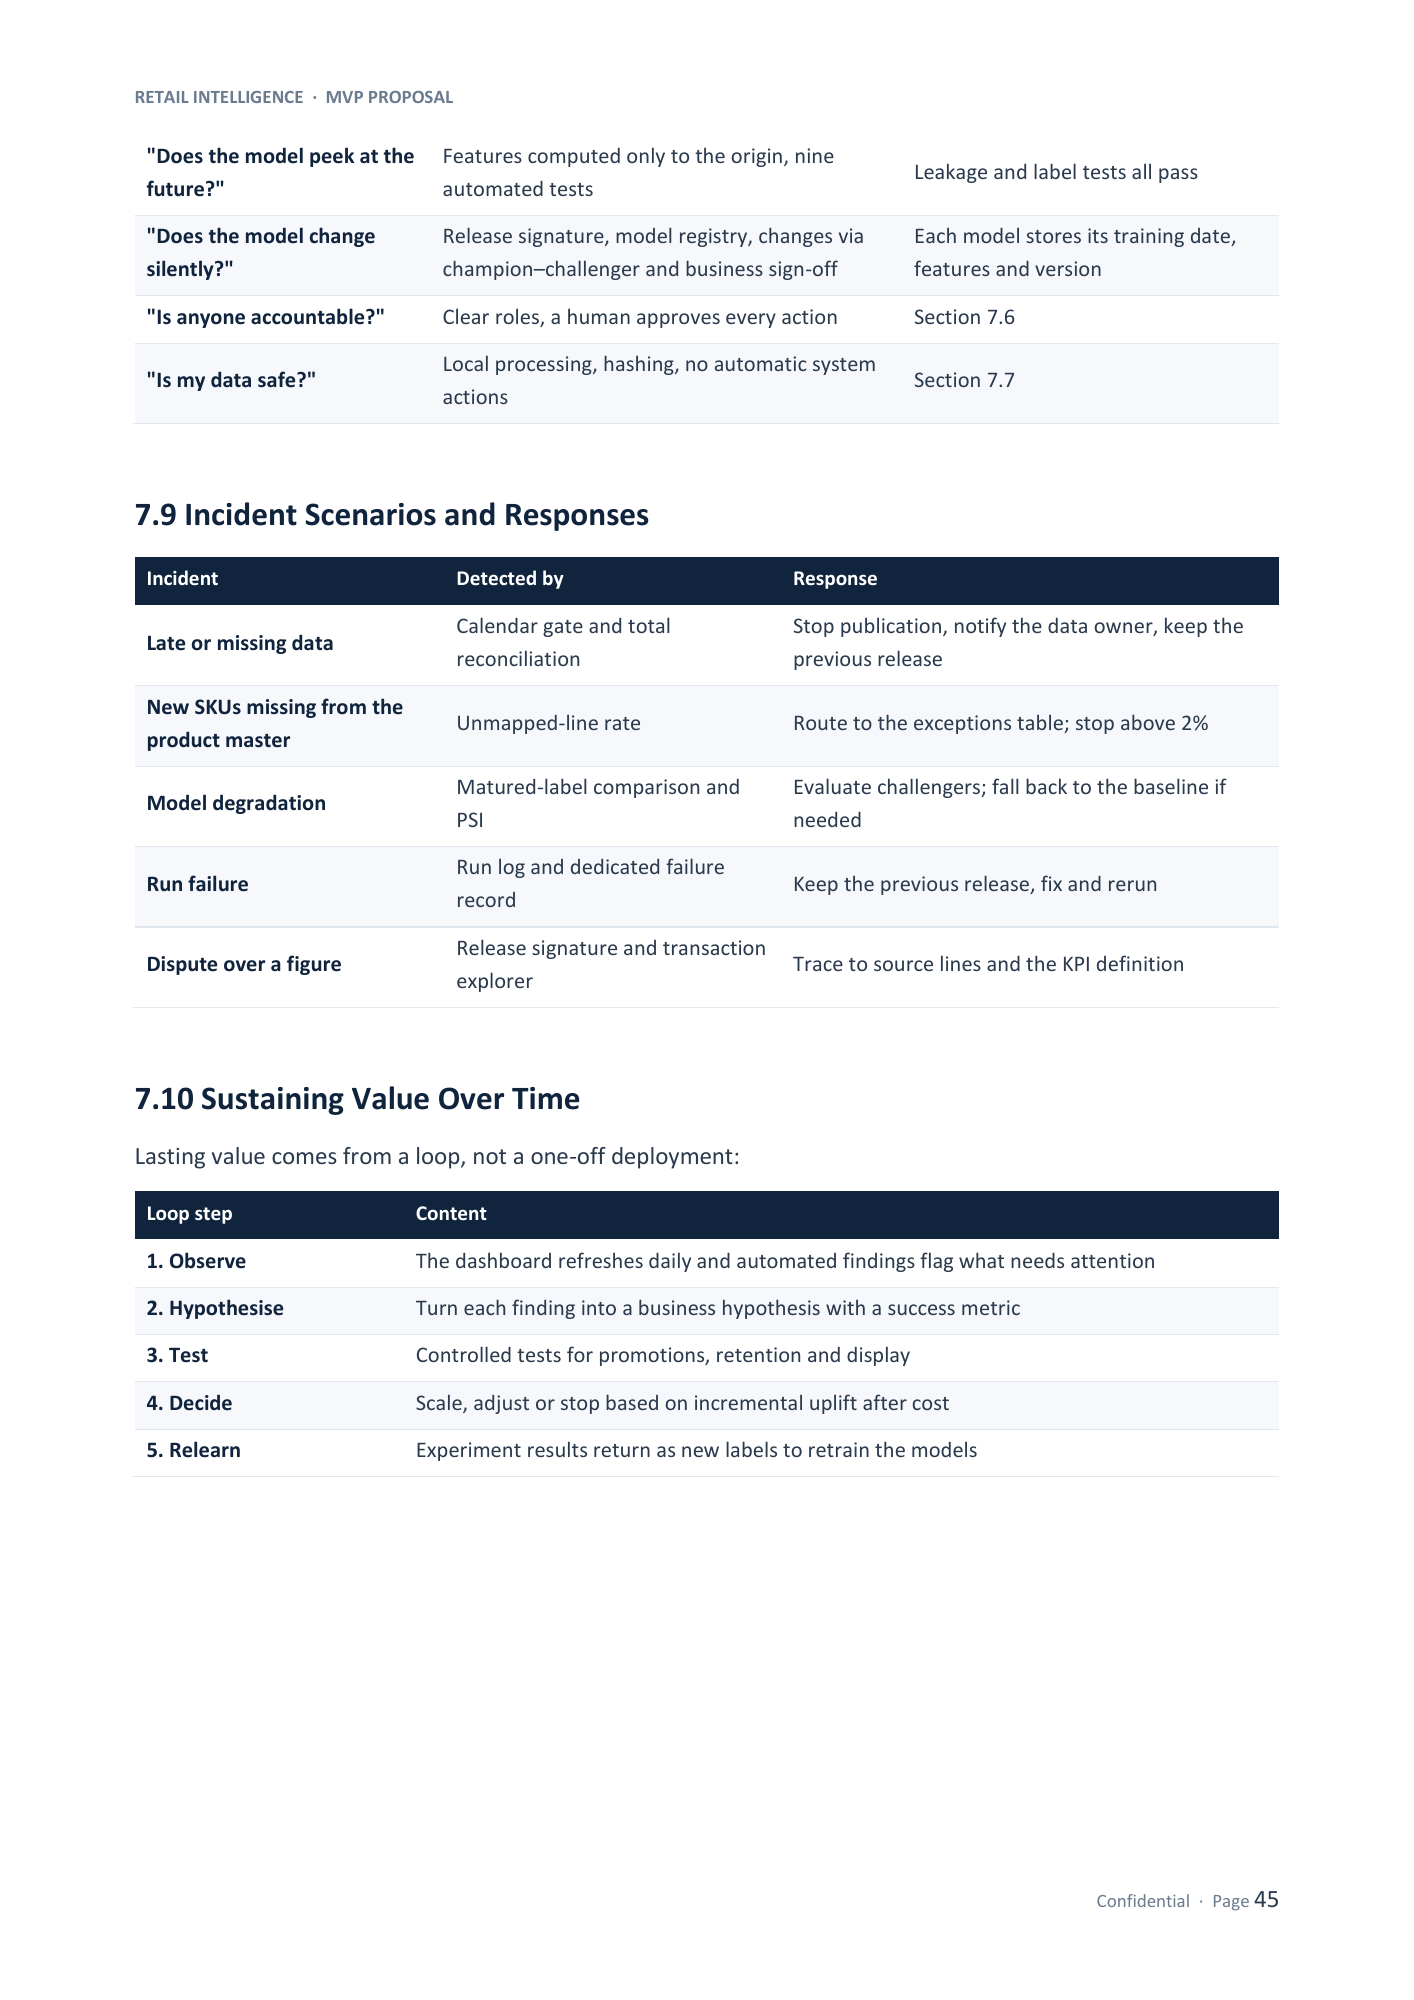 RETAIL INTELLIGENCE · MVP PROPOSAL
"Does the model peek at the
future?"
Features computed only to the origin, nine
automated tests
Leakage and label tests all pass
"Does the model change
silently?"
Release signature, model registry, changes via
champion–challenger and business sign-off
Each model stores its training date,
features and version
"Is anyone accountable?"
Clear roles, a human approves every action
Section 7.6
"Is my data safe?"
Local processing, hashing, no automatic system
actions
Section 7.7
7.9 Incident Scenarios and Responses
Incident
Detected by
Response
Late or missing data
Calendar gate and total
reconciliation
Stop publication, notify the data owner, keep the
previous release
New SKUs missing from the
product master
Unmapped-line rate
Route to the exceptions table; stop above 2%
Model degradation
Matured-label comparison and
PSI
Evaluate challengers; fall back to the baseline if
needed
Run failure
Run log and dedicated failure
record
Keep the previous release, fix and rerun
Dispute over a figure
Release signature and transaction
explorer
Trace to source lines and the KPI definition
7.10 Sustaining Value Over Time
Lasting value comes from a loop, not a one-off deployment:
Loop step
Content
1. Observe
The dashboard refreshes daily and automated findings flag what needs attention
2. Hypothesise
Turn each finding into a business hypothesis with a success metric
3. Test
Controlled tests for promotions, retention and display
4. Decide
Scale, adjust or stop based on incremental uplift after cost
5. Relearn
Experiment results return as new labels to retrain the models
Confidential · Page 45